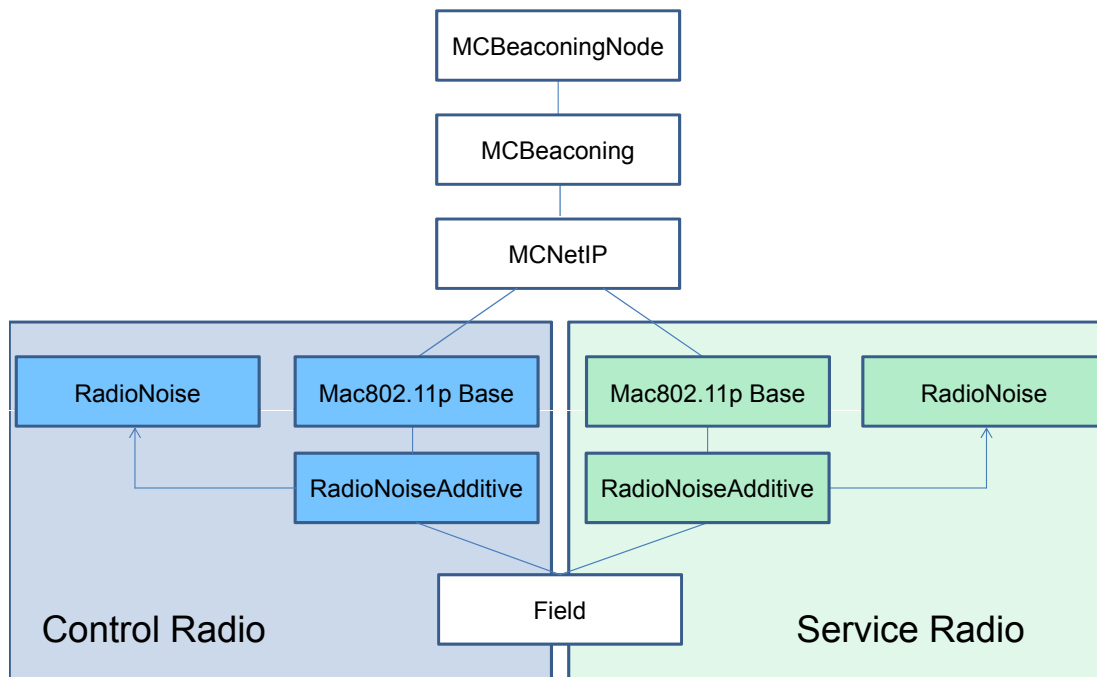 MCBeaconingNode
MCBeaconing
MCNetIP
RadioNoise
Mac802.11p Base
Mac802.11p Base
RadioNoise
RadioNoiseAdditive
RadioNoiseAdditive
Field
Control Radio
Service Radio